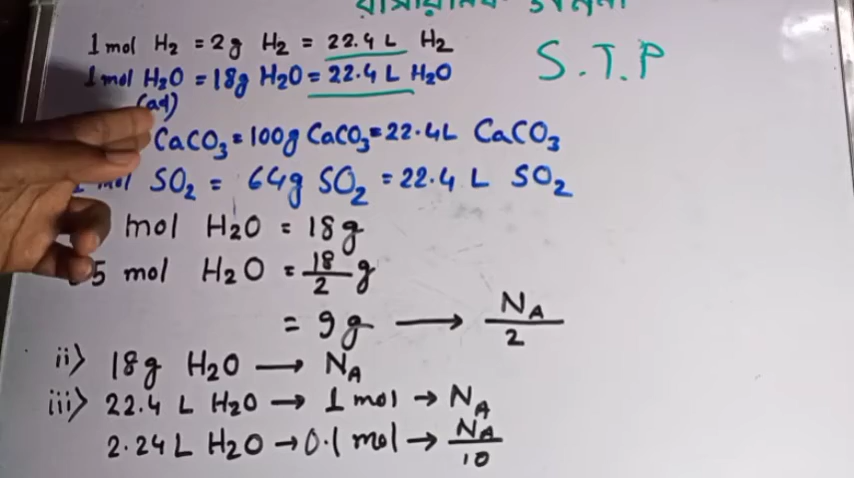 1 mol H₂ = 2g H₂ = 22.4 L H₂
S.T.P
1 mol H₂O = 18g H₂O = 22.4 L H₂O
CaCO₃ = 100g CaCO₃ = 22.4L CaCO₃
mol SO₂ = 64g SO₂ = 22.4 L SO₂
mol H₂O = 18g
5 mol H₂O = 18/2 g
= 9g → N_A/2
ii) 18g H₂O → N_A
iii) 22.4 L H₂O → 1 mol → N_A
2.24 L H₂O → 0.1 mol → N_A/10